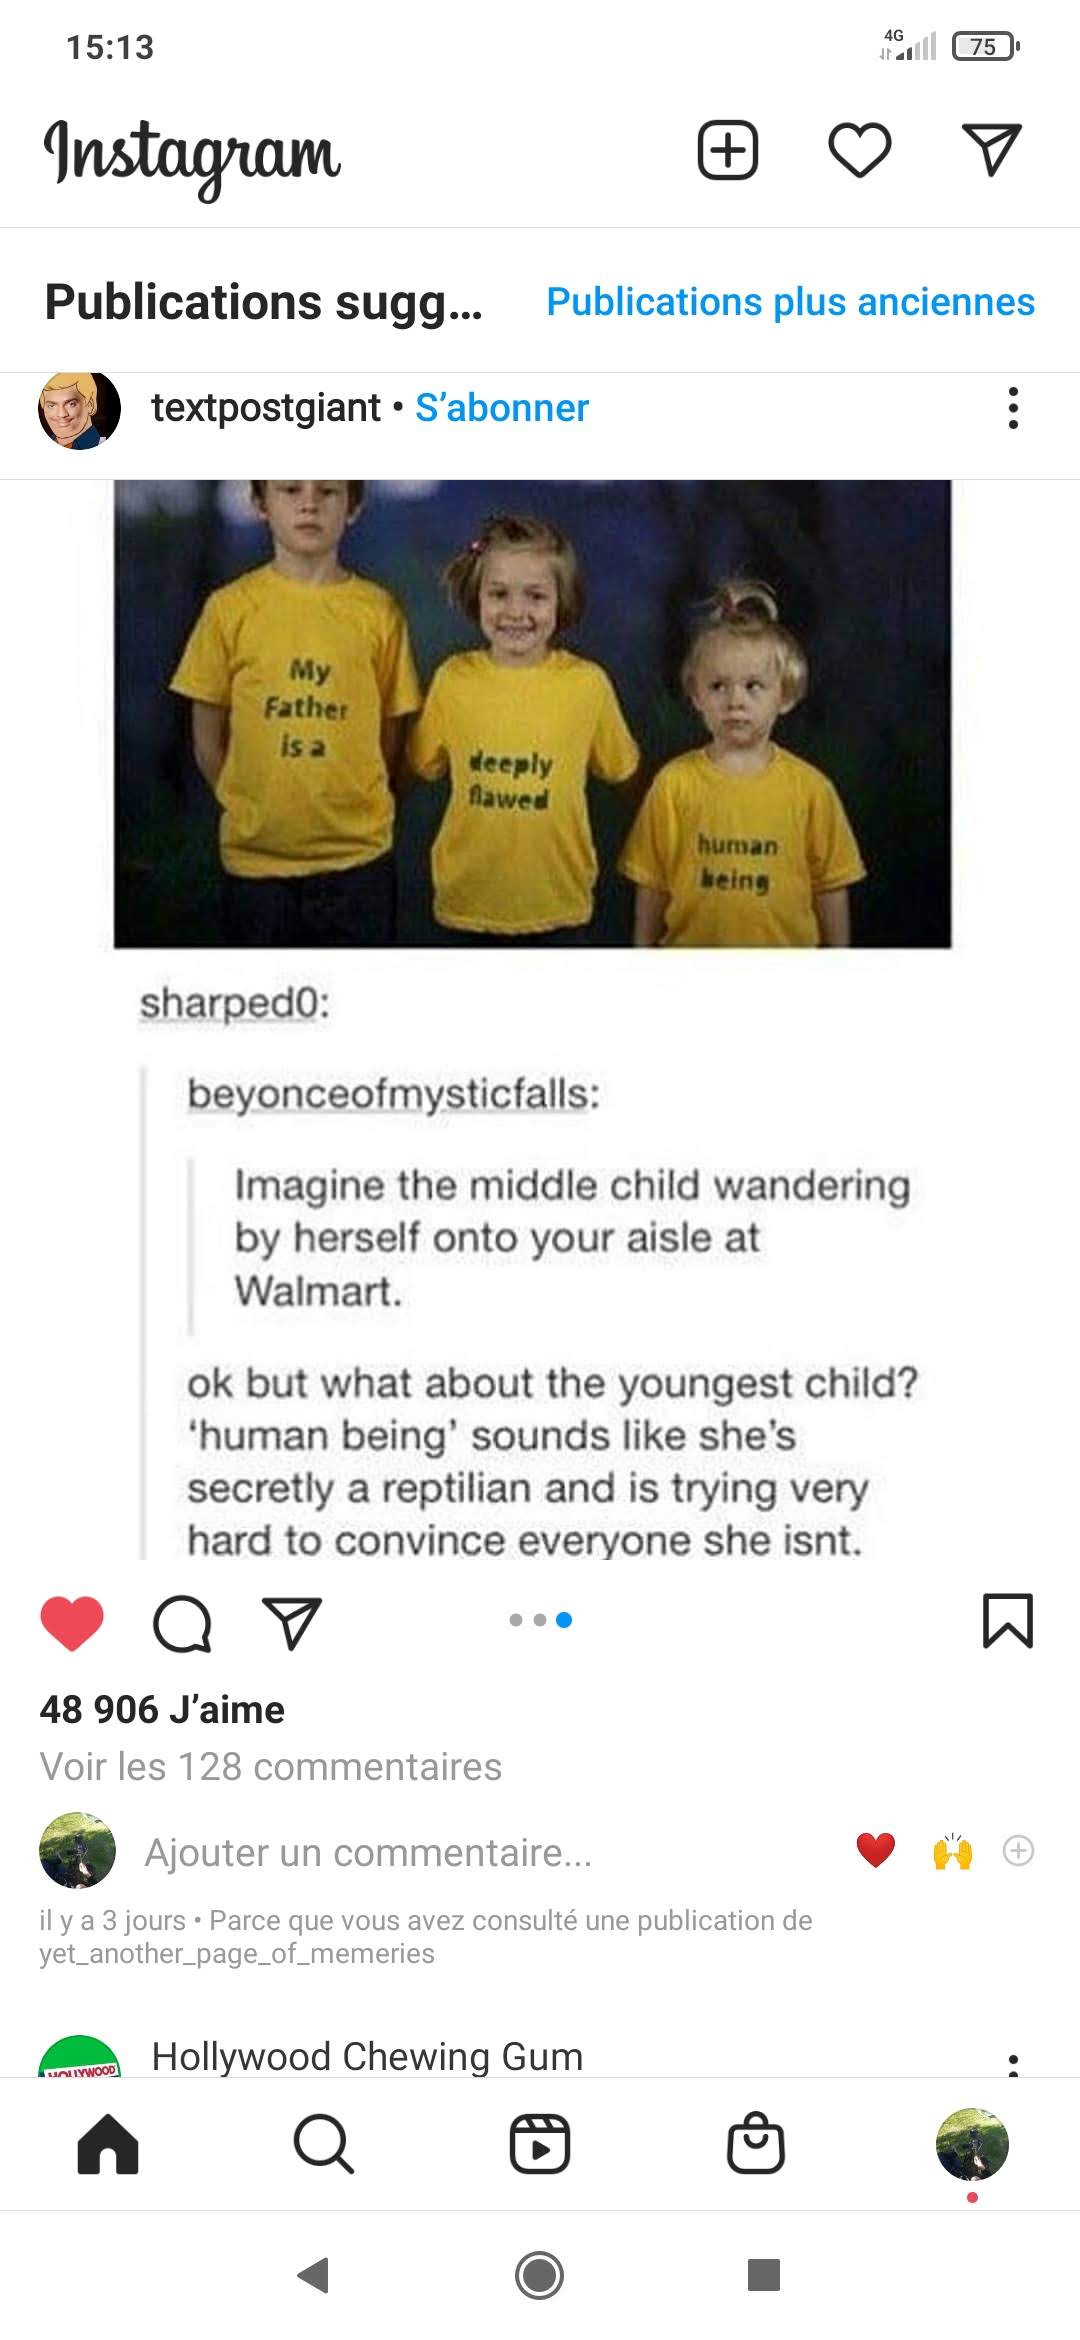 15:13
4G
75
Instagram
Publications sugg...
Publications plus anciennes
textpostgiant • S’abonner
My
Father
is a
deeply
flawed
human
being
sharped0:
beyonceofmysticfalls:
Imagine the middle child wandering
by herself onto your aisle at
Walmart.
ok but what about the youngest child?
‘human being’ sounds like she’s
secretly a reptilian and is trying very
hard to convince everyone she isnt.
48 906 J’aime
Voir les 128 commentaires
Ajouter un commentaire...
il y a 3 jours • Parce que vous avez consulté une publication de
yet_another_page_of_memeries
Hollywood Chewing Gum
HOLLYWOOD